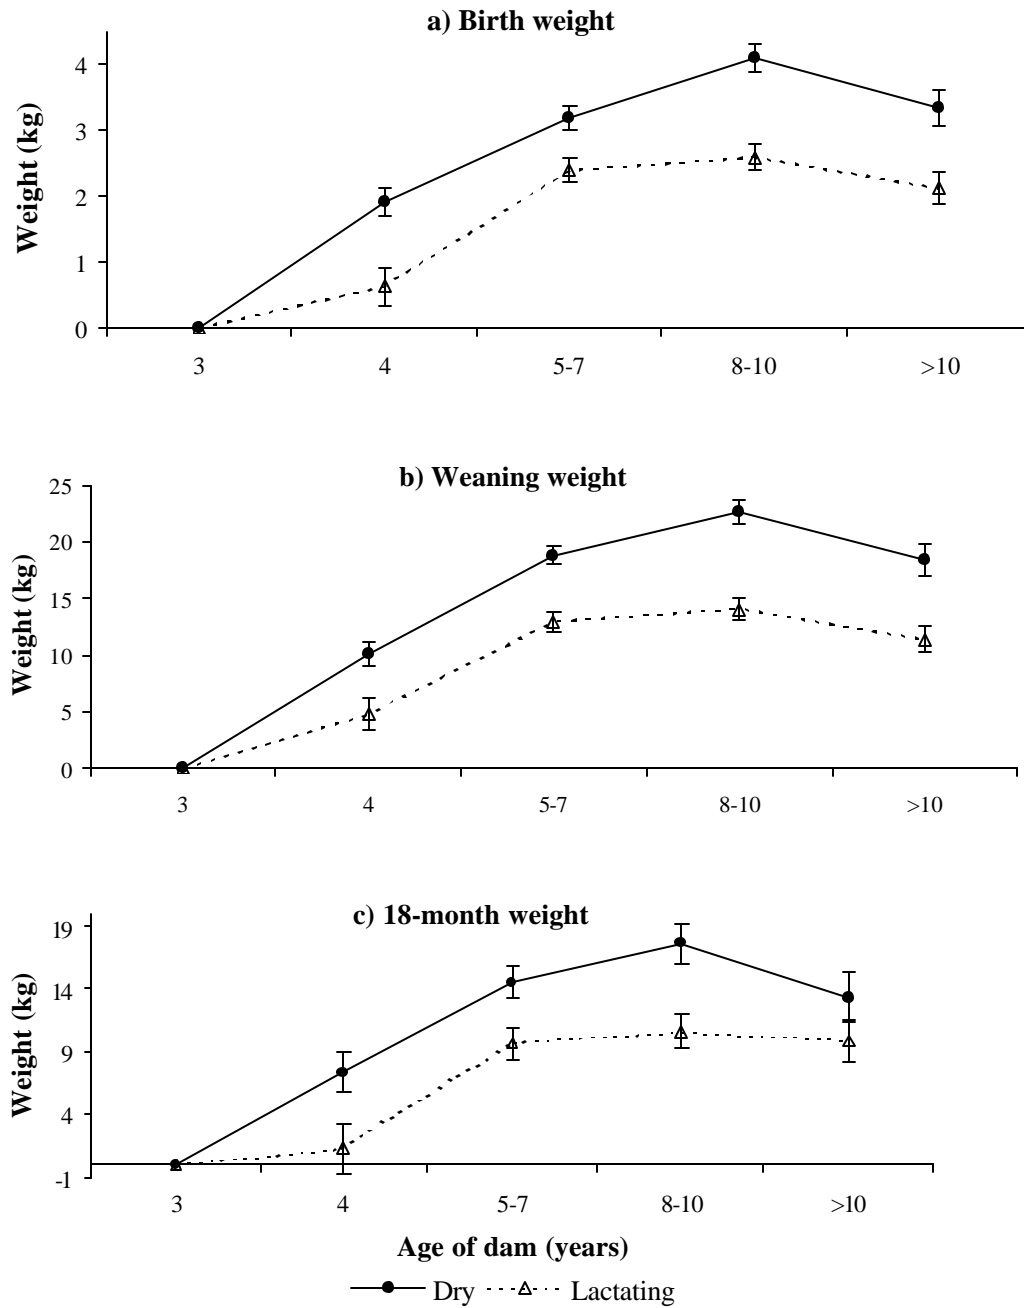 a) Birth weight
Weight (kg)
4
3
2
1
0
3 4 5-7 8-10 >10
b) Weaning weight
Weight (kg)
25
20
15
10
5
0
3 4 5-7 8-10 >10
c) 18-month weight
Weight (kg)
19
14
9
4
-1
3 4 5-7 8-10 >10
Age of dam (years)
Dry Lactating